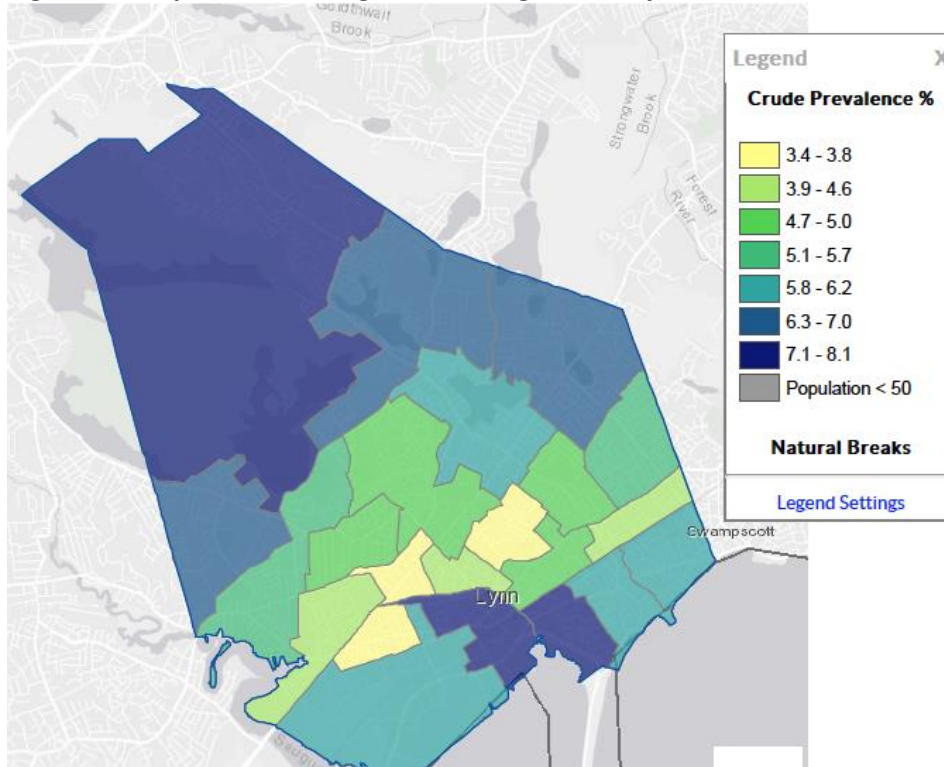 Goldthwait
Brook
Strongwater
Brook
Forest
River
Legend X
Crude Prevalence %
3.4 - 3.8
3.9 - 4.6
4.7 - 5.0
5.1 - 5.7
5.8 - 6.2
6.3 - 7.0
7.1 - 8.1
Population < 50
Natural Breaks
Legend Settings
Swampscott
Lynn